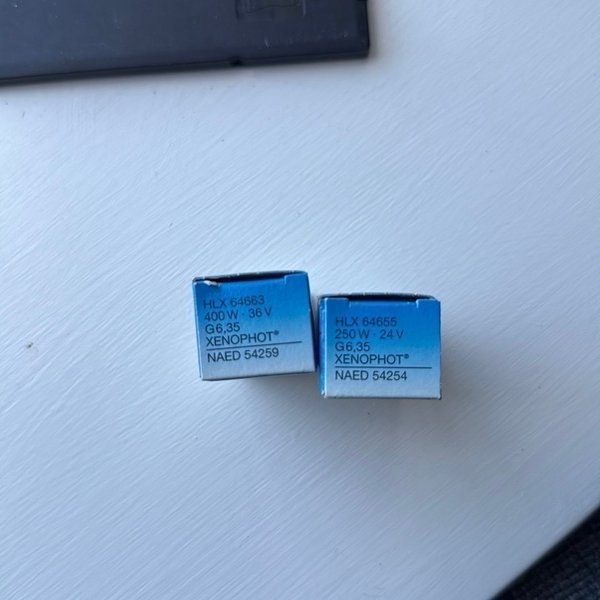 HLX 64663
400 W · 36 V
G6,35
XENOPHOT®
NAED 54259
HLX 64655
250 W · 24 V
G6,35
XENOPHOT®
NAED 54254